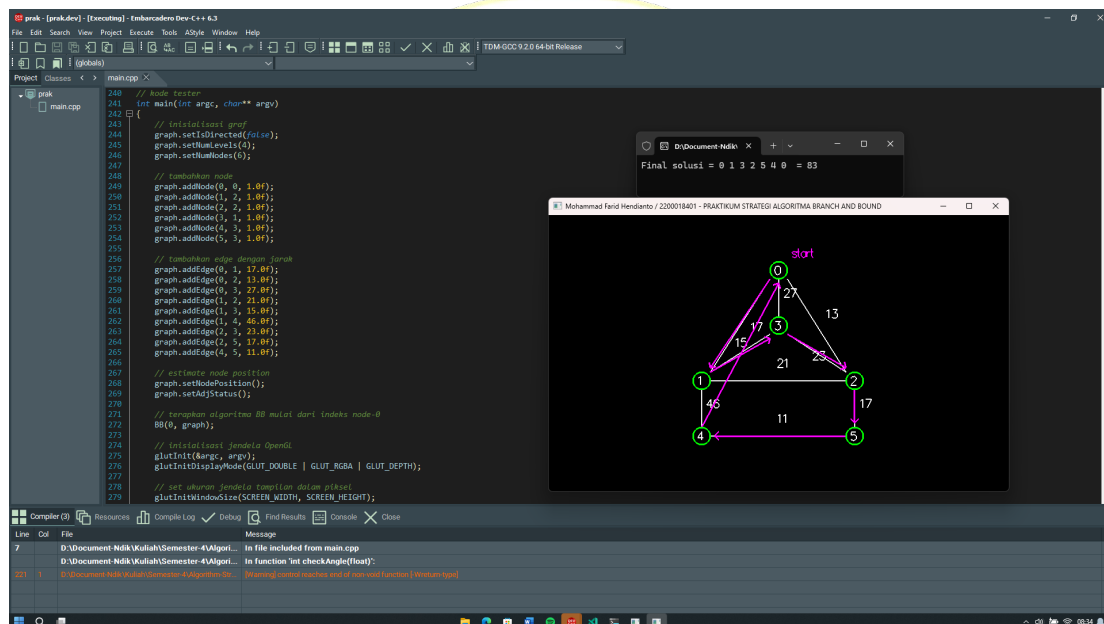 prak - [prak.dev] - [Executing] - Embarcadero Dev-C++ 6.3
File Edit Search View Project Execute Tools AStyle Window Help
TDM-GCC 9.2.0 64-bit Release
(globals)
Project Classes main.cpp
prak
main.cpp
240 // kode tester
241 int main(int argc, char** argv)
242 {
243 // inisialisasi graf
244 graph.setIsDirected(false);
245 graph.setNumLevels(4);
246 graph.setNumNodes(6);
247
248 // tambahkan node
249 graph.addNode(0, 0, 1.0f);
250 graph.addNode(1, 2, 1.0f);
251 graph.addNode(2, 2, 1.0f);
252 graph.addNode(3, 1, 1.0f);
253 graph.addNode(4, 3, 1.0f);
254 graph.addNode(5, 3, 1.0f);
255
256 // tambahkan edge dengan jarak
257 graph.addEdge(0, 1, 17.0f);
258 graph.addEdge(0, 2, 13.0f);
259 graph.addEdge(0, 3, 27.0f);
260 graph.addEdge(1, 2, 21.0f);
261 graph.addEdge(1, 3, 15.0f);
262 graph.addEdge(1, 4, 46.0f);
263 graph.addEdge(2, 3, 23.0f);
264 graph.addEdge(2, 5, 17.0f);
265 graph.addEdge(4, 5, 11.0f);
266
267 // estimate node position
268 graph.setNodePosition();
269 graph.setAdjStatus();
270
271 // terapkan algoritma BB mulai dari indeks node-0
272 BB(0, graph);
273
274 // inisialisasi jendela OpenGL
275 glutInit(&argc, argv);
276 glutInitDisplayMode(GLUT_DOUBLE | GLUT_RGBA | GLUT_DEPTH);
277
278 // set ukuran jendela tampilan dalam piksel
279 glutInitWindowSize(SCREEN_WIDTH, SCREEN_HEIGHT);
D:\Document-Ndik\
Final solusi = 0 1 3 2 5 4 0 = 83
Mohammad Farid Hendianto / 2200018401 - PRAKTIKUM STRATEGI ALGORITMA BRANCH AND BOUND
start
0
27
13
17
3
15
23
21
1
2
46
17
11
4
5
Compiler (3) Resources Compile Log Debug Find Results Console Close
Line Col File Message
7 D:\Document-Ndik\Kuliah\Semester-4\Algori... In file included from main.cpp
D:\Document-Ndik\Kuliah\Semester-4\Algori... In function 'int checkAngle(float)':
221 1 D:\Document-Ndik\Kuliah\Semester-4\Algorithm-Str... [Warning] control reaches end of non-void function [-Wreturn-type]
08:34